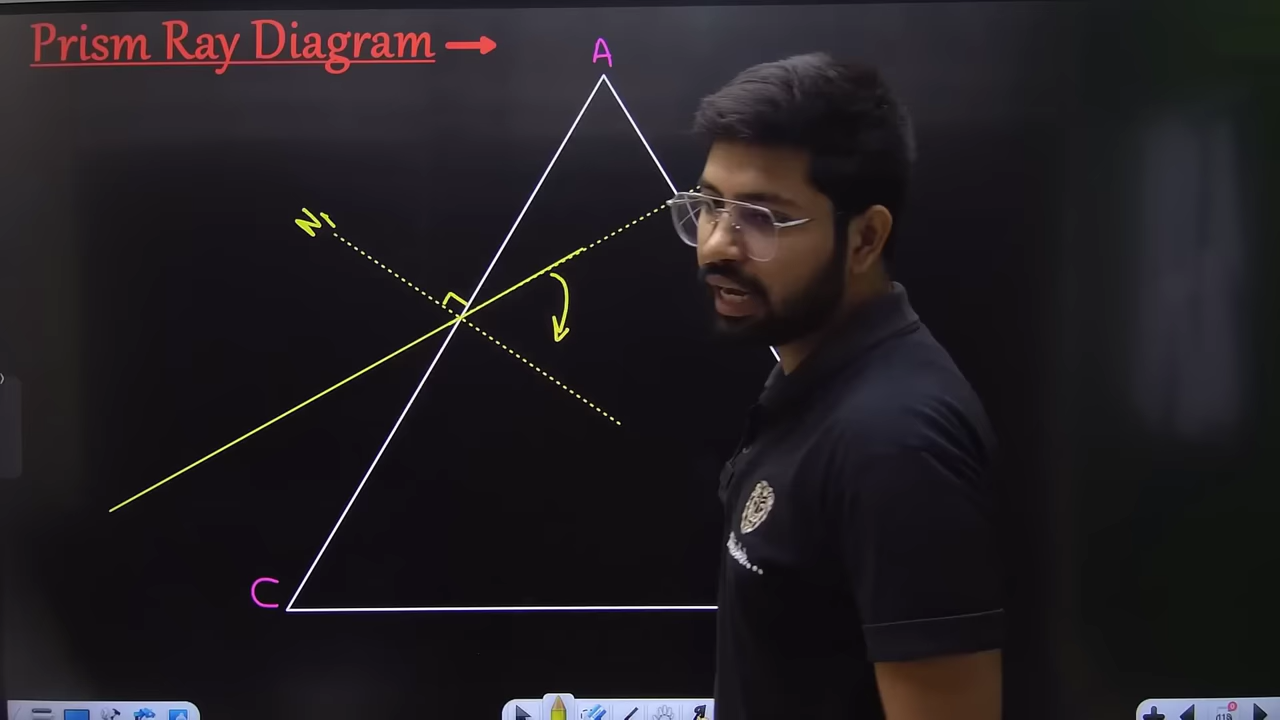 Prism Ray Diagram →
A
N₁
C